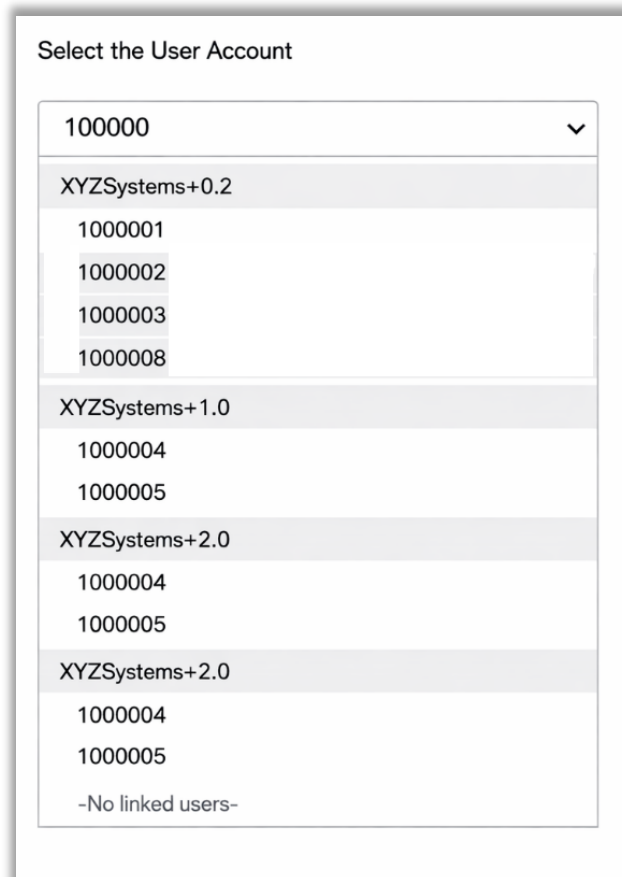 Select the User Account
100000
XYZSystems+0.2
1000001
1000002
1000003
1000008
XYZSystems+1.0
1000004
1000005
XYZSystems+2.0
1000004
1000005
XYZSystems+2.0
1000004
1000005
-No linked users-